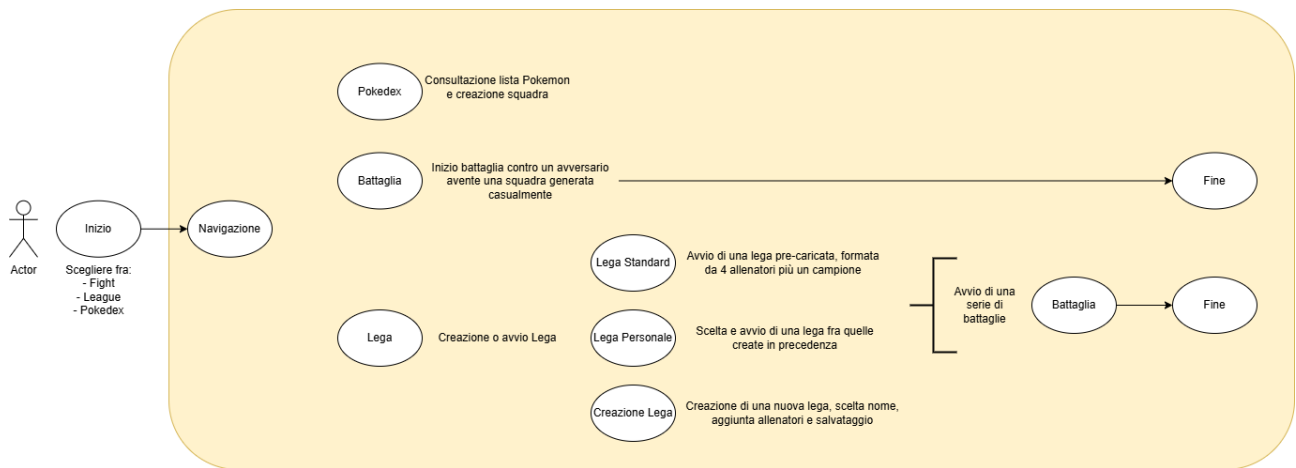 Actor
Inizio
Scegliere fra:
- Fight
- League
- Pokedex
Navigazione
Pokedex
Consultazione lista Pokemon
e creazione squadra
Battaglia
Inizio battaglia contro un avversario
avente una squadra generata
casualmente
Fine
Lega
Creazione o avvio Lega
Lega Standard
Avvio di una lega pre-caricata, formata
da 4 allenatori più un campione
Lega Personale
Scelta e avvio di una lega fra quelle
create in precedenza
Creazione Lega
Creazione di una nuova lega, scelta nome,
aggiunta allenatori e salvataggio
Avvio di una
serie di
battaglie
Battaglia
Fine